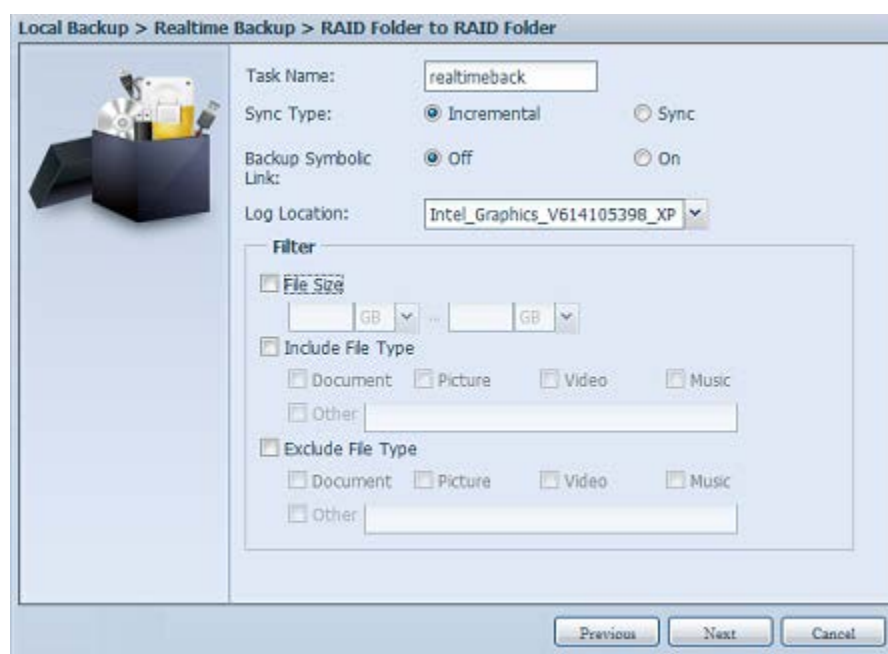 Local Backup > Realtime Backup > RAID Folder to RAID Folder
Task Name: realtimeback
Sync Type: Incremental Sync
Backup Symbolic Link: Off On
Log Location: Intel_Graphics_V614105398_XP
Filter
File Size
GB ... GB
Include File Type
Document Picture Video Music
Other
Exclude File Type
Document Picture Video Music
Other
Previous Next Cancel